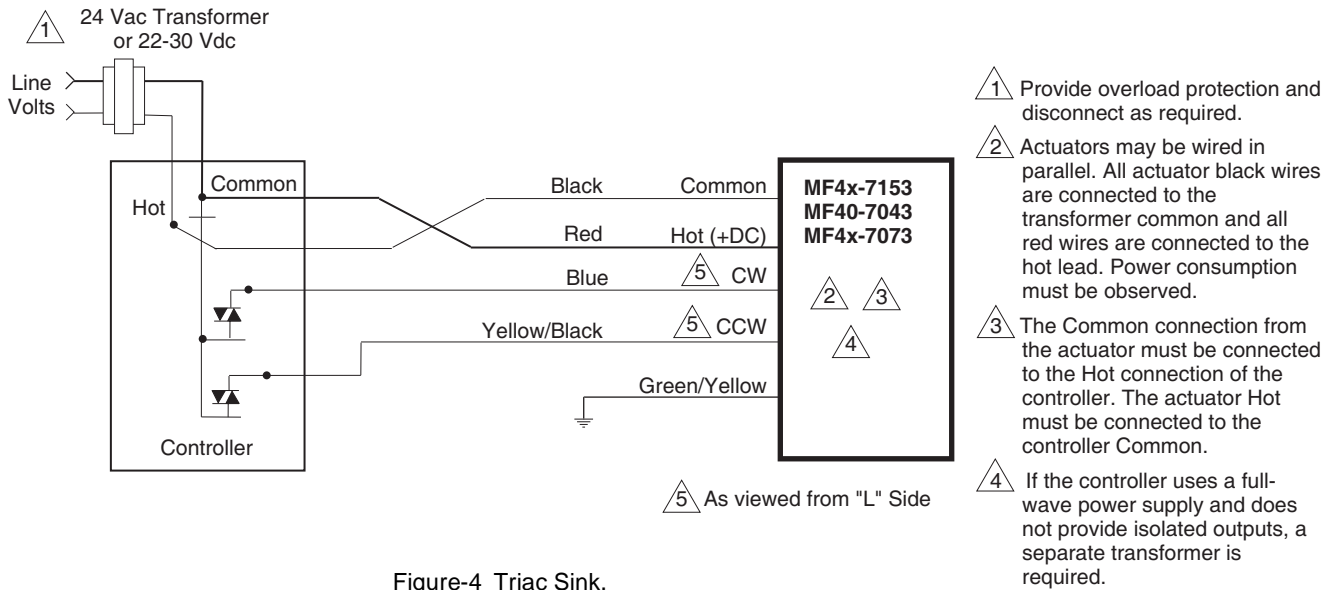 1
24 Vac Transformer
or 22-30 Vdc
Line
Volts
Common
Hot
Controller
Black
Common
Red
Hot (+DC)
Blue
5 CW
Yellow/Black
5 CCW
Green/Yellow
MF4x-7153
MF40-7043
MF4x-7073
2 3
4
5 As viewed from "L" Side
1 Provide overload protection and
disconnect as required.
2 Actuators may be wired in
parallel. All actuator black wires
are connected to the
transformer common and all
red wires are connected to the
hot lead. Power consumption
must be observed.
3 The Common connection from
the actuator must be connected
to the Hot connection of the
controller. The actuator Hot
must be connected to the
controller Common.
4 If the controller uses a full-
wave power supply and does
not provide isolated outputs, a
separate transformer is
required.
Figure-4 Triac Sink.